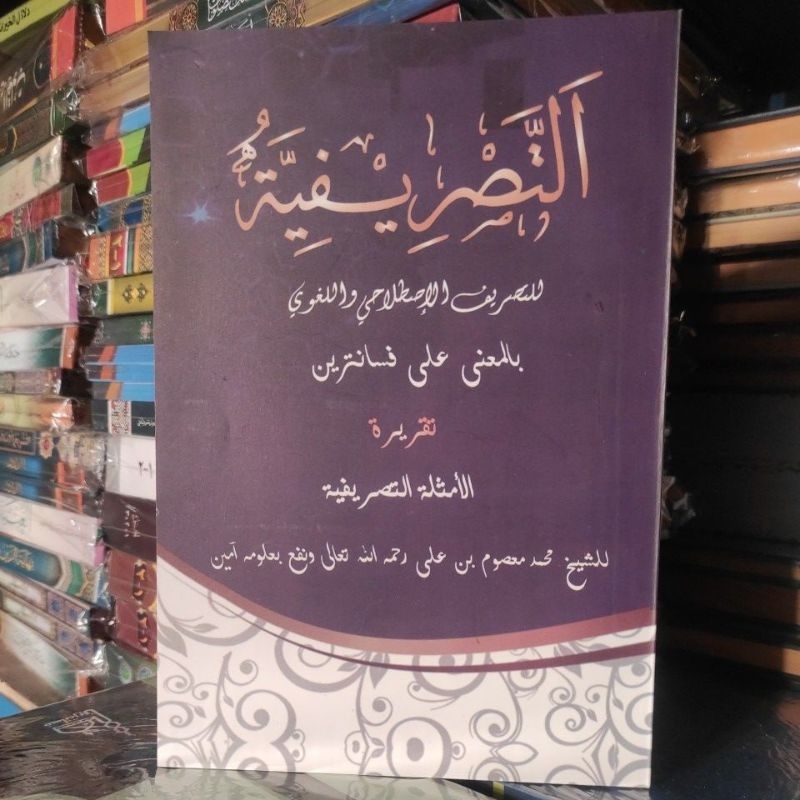 اَلتَّصْرِيْفِيَّةُ
للتصريف الإصطلاحي واللغوي
بالمعنى على فسانترين
تقريرة
الأمثلة التصريفية
للشيخ محمد معصوم بن على رحمه الله تعالى ونفع بعلومه آمين